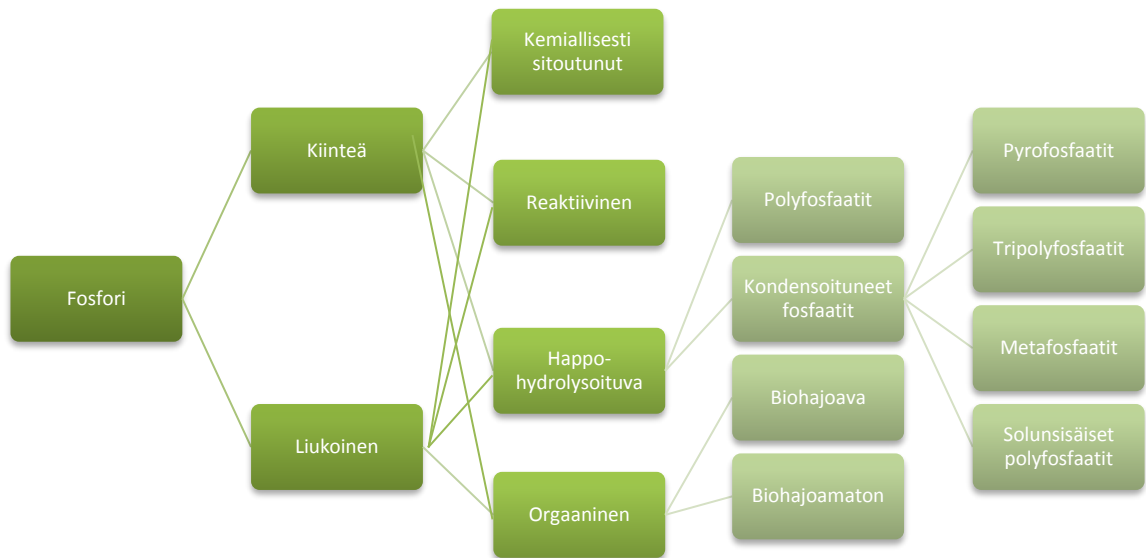 Fosfori
Kiinteä
Liukoinen
Kemiallisesti
sitoutunut
Reaktiivinen
Happo-
hydrolysoituva
Orgaaninen
Polyfosfaatit
Kondensoituneet
fosfaatit
Biohajoava
Biohajoamaton
Pyrofosfaatit
Tripolyfosfaatit
Metafosfaatit
Solunsisäiset
polyfosfaatit